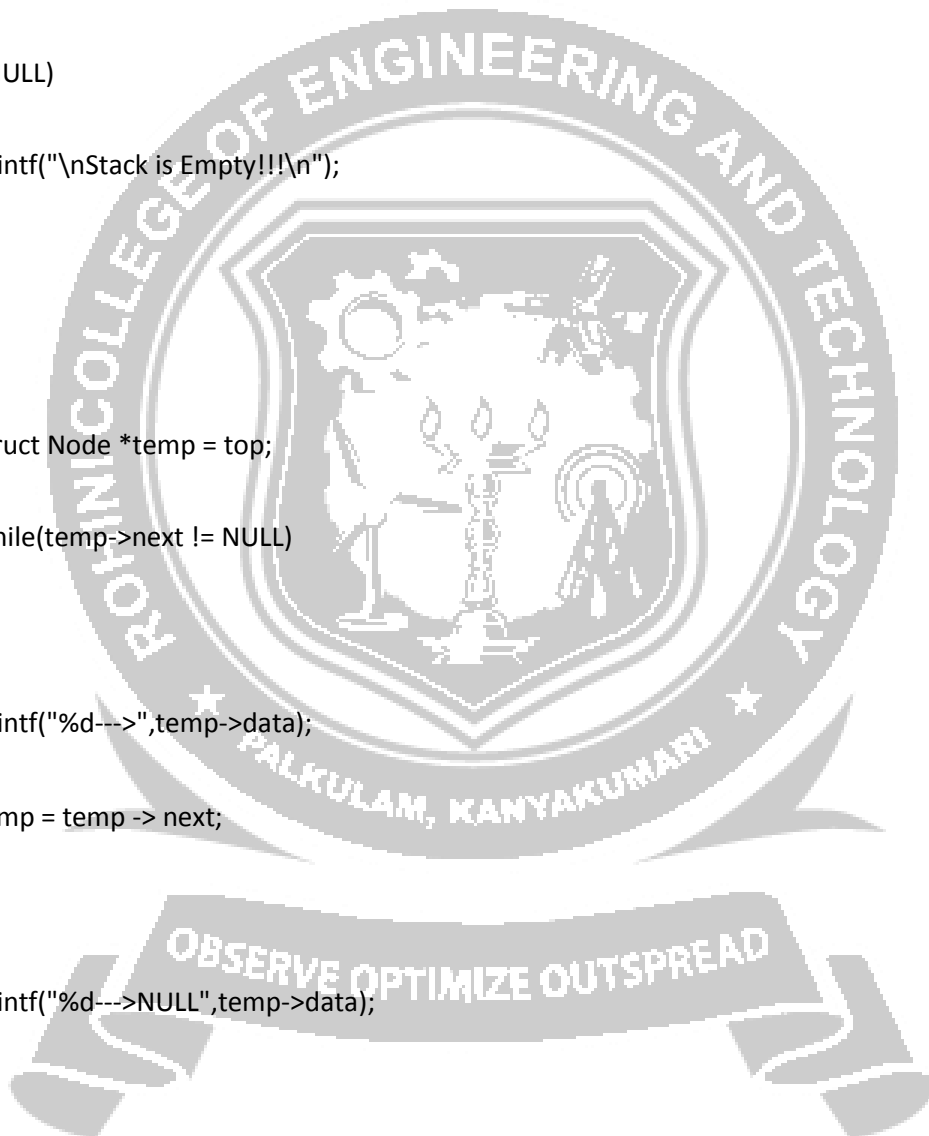 ULL)
ROHINI COLLEGE OF ENGINEERING AND TECHNOLOGY
intf("\nStack is Empty!!!\n");
ruct Node *temp = top;
hile(temp->next != NULL)
intf("%d--->",temp->data);
PALKULAM, KANYAKUMARI
mp = temp -> next;
OBSERVE OPTIMIZE OUTSPREAD
intf("%d--->NULL",temp->data);